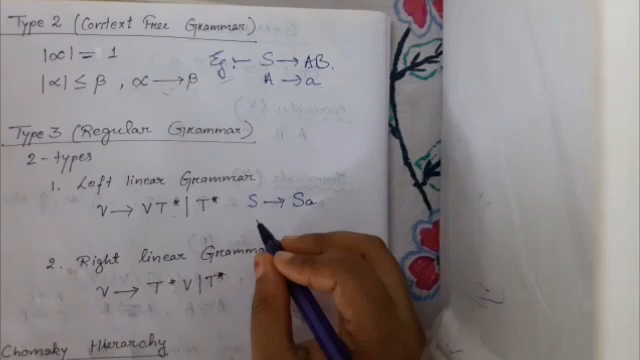 Type 2 (Context Free Grammar)
|α| = 1
|α| ≤ β , α → β
Eg:- S → AB.
A → a
Type 3 (Regular Grammar)
2-types
1. Left linear Grammar
V → VT* | T*
S → Sa
2. Right linear Gramma
V → T* V | T*
Chomsky Hierarchy